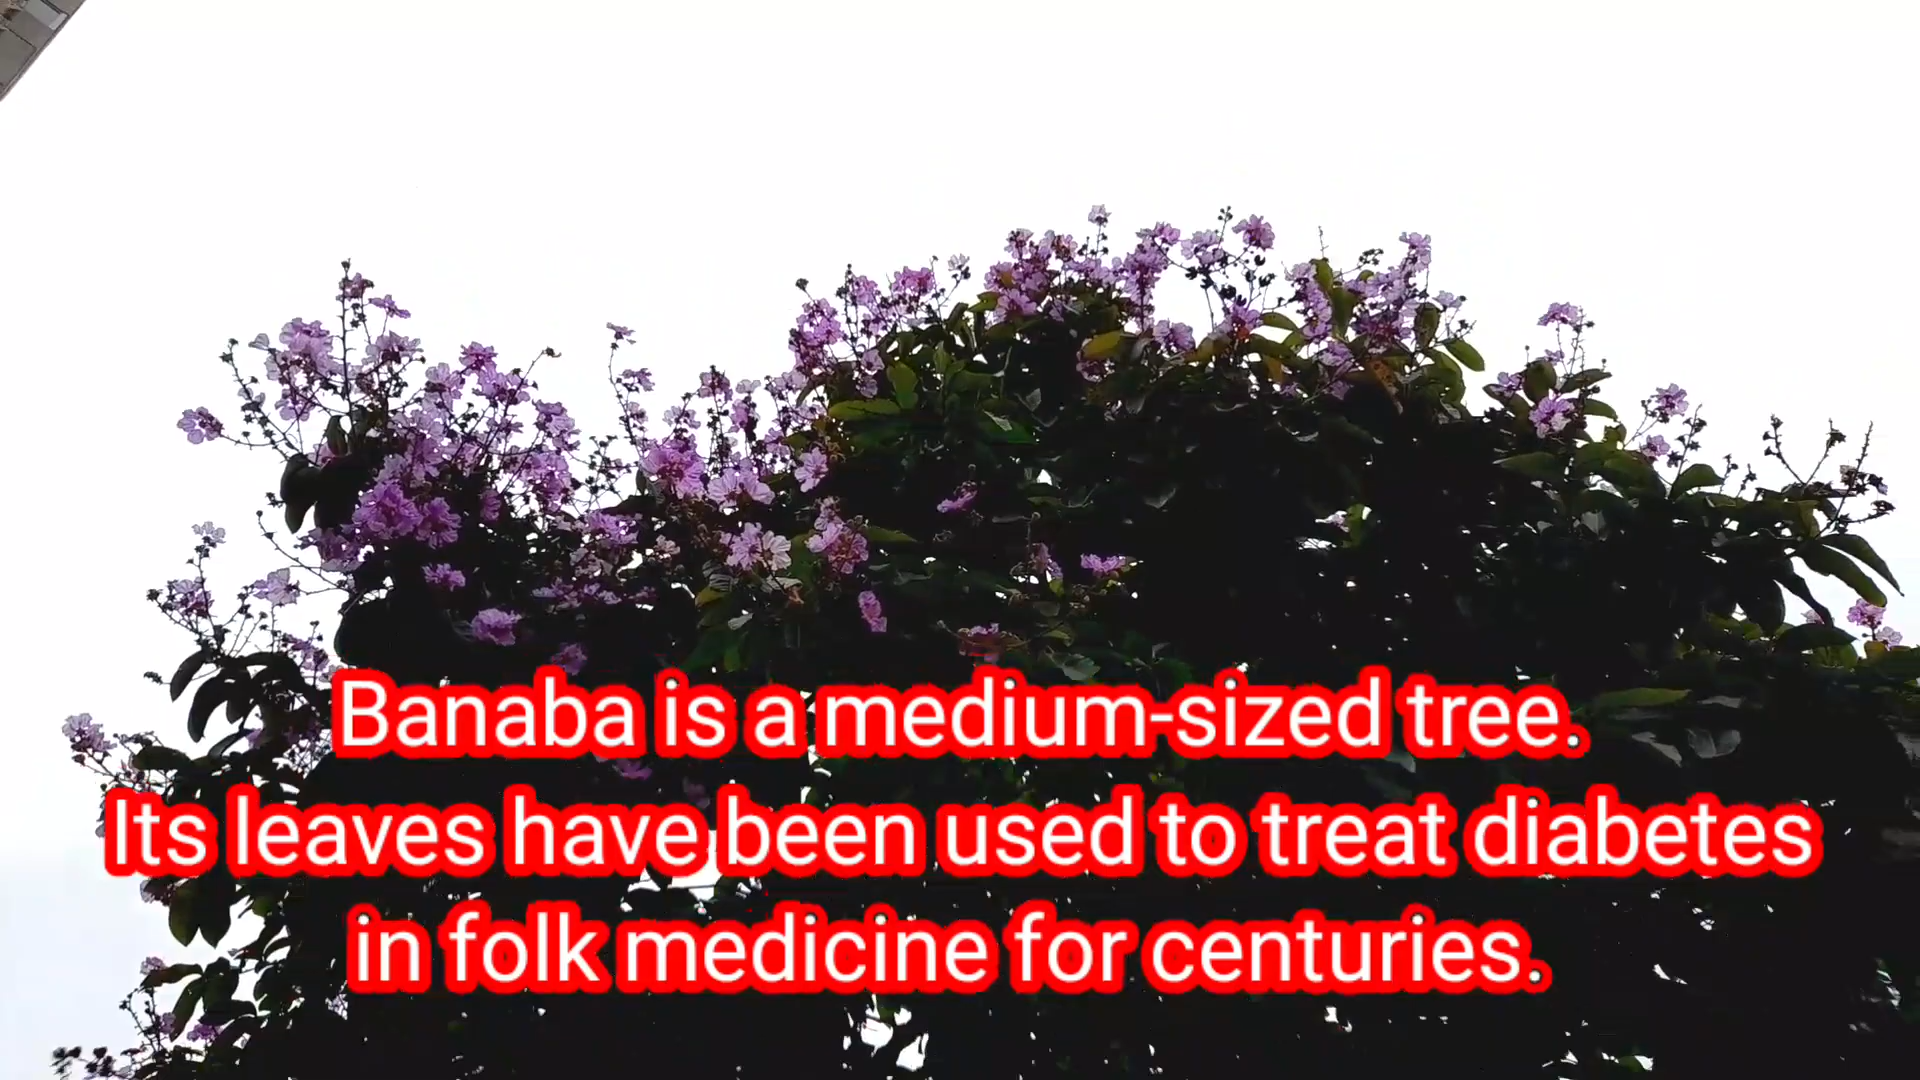 Banaba is a medium-sized tree.
Its leaves have been used to treat diabetes
in folk medicine for centuries.